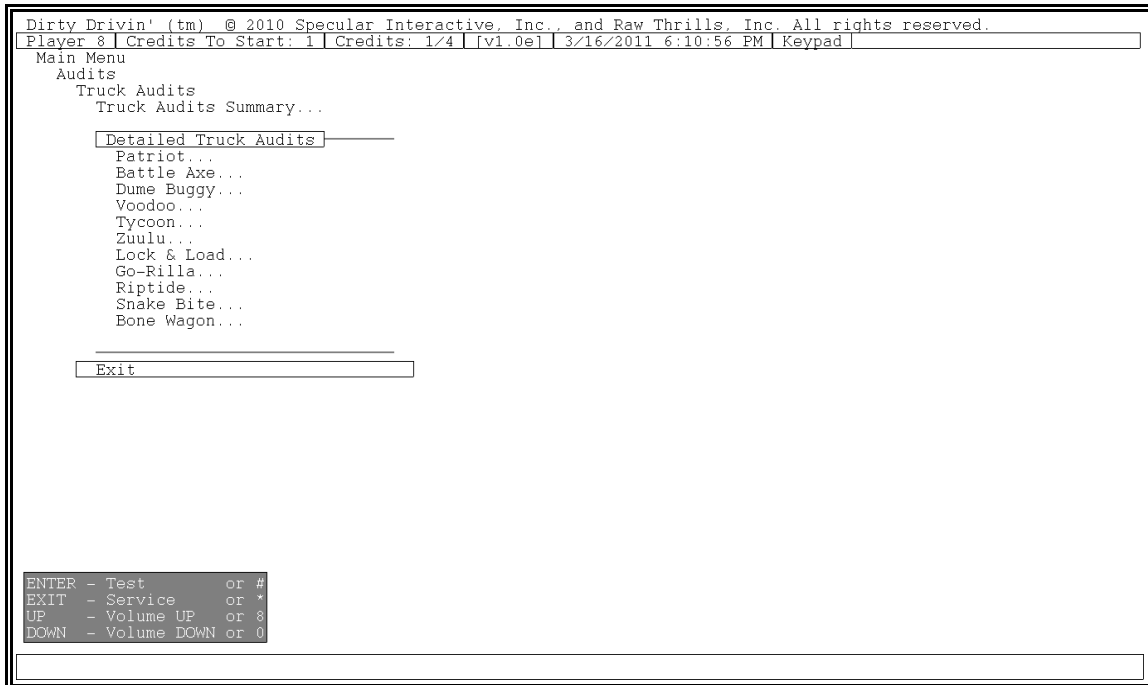 Dirty Drivin' (tm) © 2010 Specular Interactive, Inc., and Raw Thrills, Inc. All rights reserved.
Player 8 | Credits To Start: 1 | Credits: 1/4 | [v1.0e] | 3/16/2011 6:10:56 PM | Keypad |
Main Menu
Audits
Truck Audits
Truck Audits Summary...
Detailed Truck Audits
Patriot...
Battle Axe...
Dume Buggy...
Voodoo...
Tycoon...
Zuulu...
Lock & Load...
Go-Rilla...
Riptide...
Snake Bite...
Bone Wagon...
Exit
ENTER - Test or #
EXIT - Service or *
UP - Volume UP or 8
DOWN - Volume DOWN or 0